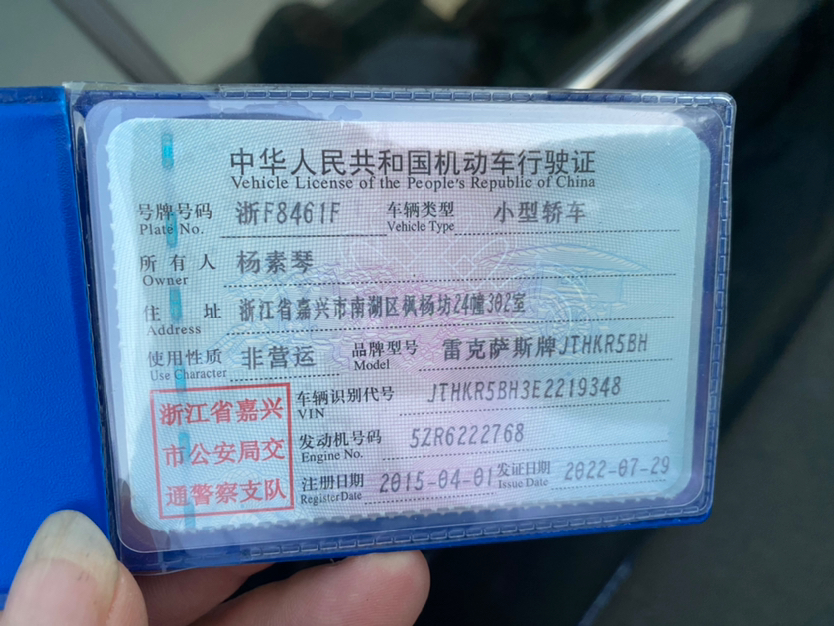 中华人民共和国机动车行驶证
Vehicle License of the People's Republic of China
号牌号码 浙F8461F 车辆类型 小型轿车
Plate No. Vehicle Type
所有人 杨素琴
Owner
住址 浙江省嘉兴市南湖区枫杨坊24幢302室
Address
使用性质 非营运 品牌型号 雷克萨斯牌JTHKR5BH
Use Character Model
浙江省嘉兴
市公安局交
通警察支队
车辆识别代号 JTHKR5BH3E2219348
VIN
发动机号码 5ZR6222768
Engine No.
注册日期 2015-04-01 发证日期 2022-07-29
Register Date Issue Date